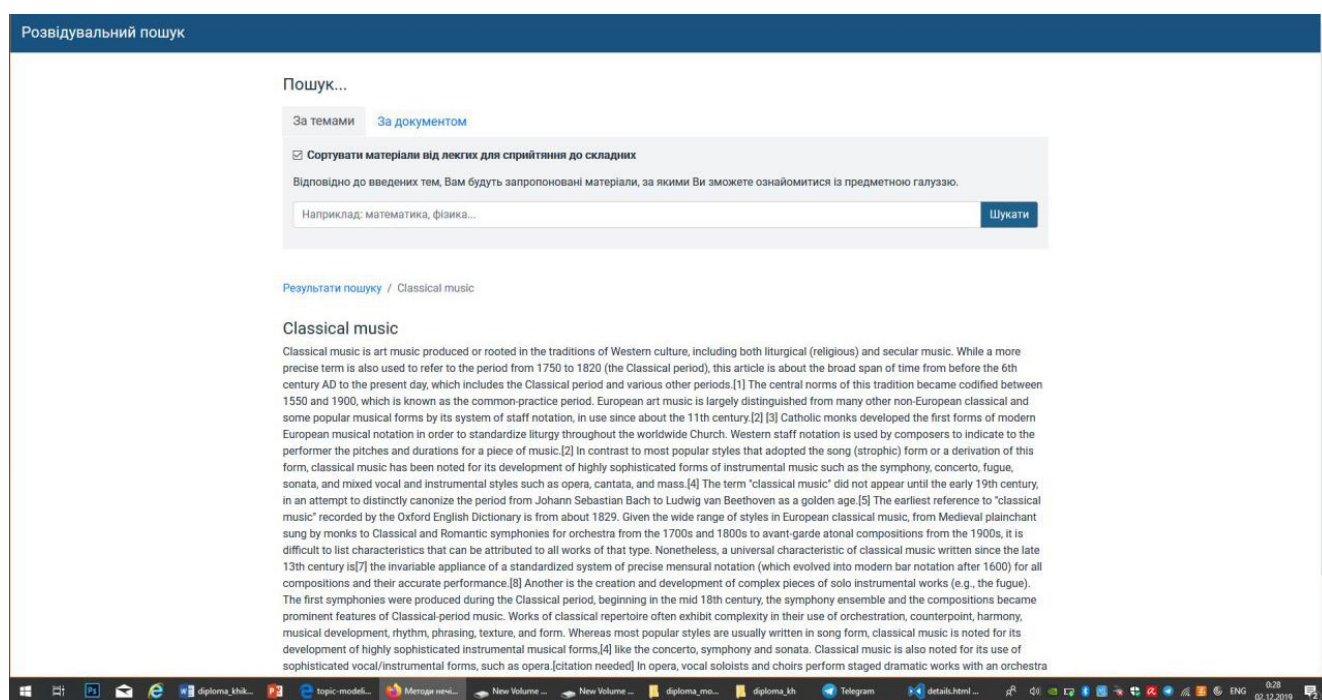 Розвідувальний пошук
Пошук...
За темами За документом
Сортувати матеріали від лекгих для сприйтяння до складних
Відповідно до введених тем, Вам будуть запропоновані матеріали, за якими Ви зможете ознайомитися із предметною галуззю.
Наприклад: математика, фізика... Шукати
Результати пошуку / Classical music
Classical music
Classical music is art music produced or rooted in the traditions of Western culture, including both liturgical (religious) and secular music. While a more
precise term is also used to refer to the period from 1750 to 1820 (the Classical period), this article is about the broad span of time from before the 6th
century AD to the present day, which includes the Classical period and various other periods.[1] The central norms of this tradition became codified between
1550 and 1900, which is known as the common-practice period. European art music is largely distinguished from many other non-European classical and
some popular musical forms by its system of staff notation, in use since about the 11th century.[2] [3] Catholic monks developed the first forms of modern
European musical notation in order to standardize liturgy throughout the worldwide Church. Western staff notation is used by composers to indicate to the
performer the pitches and durations for a piece of music.[2] In contrast to most popular styles that adopted the song (strophic) form or a derivation of this
form, classical music has been noted for its development of highly sophisticated forms of instrumental music such as the symphony, concerto, fugue,
sonata, and mixed vocal and instrumental styles such as opera, cantata, and mass.[4] The term "classical music" did not appear until the early 19th century,
in an attempt to distinctly canonize the period from Johann Sebastian Bach to Ludwig van Beethoven as a golden age.[5] The earliest reference to "classical
music" recorded by the Oxford English Dictionary is from about 1829. Given the wide range of styles in European classical music, from Medieval plainchant
sung by monks to Classical and Romantic symphonies for orchestra from the 1700s and 1800s to avant-garde atonal compositions from the 1900s, it is
difficult to list characteristics that can be attributed to all works of that type. Nonetheless, a universal characteristic of classical music written since the late
13th century is[7] the invariable appliance of a standardized system of precise mensural notation (which evolved into modern bar notation after 1600) for all
compositions and their accurate performance.[8] Another is the creation and development of complex pieces of solo instrumental works (e.g., the fugue).
The first symphonies were produced during the Classical period, beginning in the mid 18th century, the symphony ensemble and the compositions became
prominent features of Classical-period music. Works of classical repertoire often exhibit complexity in their use of orchestration, counterpoint, harmony,
musical development, rhythm, phrasing, texture, and form. Whereas most popular styles are usually written in song form, classical music is noted for its
development of highly sophisticated instrumental musical forms,[4] like the concerto, symphony and sonata. Classical music is also noted for its use of
sophisticated vocal/instrumental forms, such as opera.[citation needed] In opera, vocal soloists and choirs perform staged dramatic works with an orchestra
Ps diploma_khik... topic-modeli... Методи нечі... New Volume ... New Volume ... diploma_mo... diploma_kh Telegram details.html ... ENG 0:28
02.12.2019